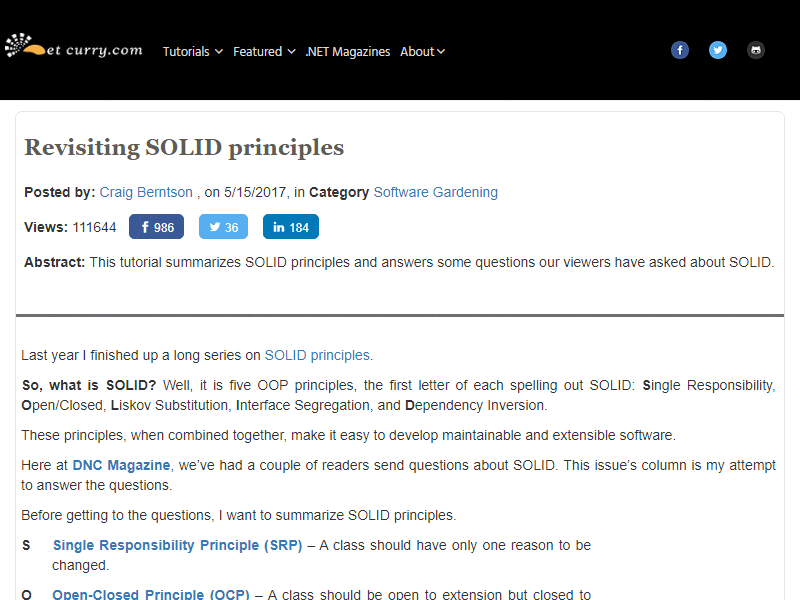 et curry.com
Tutorials
Featured
.NET Magazines
About
Revisiting SOLID principles
Posted by: Craig Berntson , on 5/15/2017, in Category Software Gardening
Views: 111644
986
36
in 184
Abstract: This tutorial summarizes SOLID principles and answers some questions our viewers have asked about SOLID.
Last year I finished up a long series on SOLID principles.
So, what is SOLID? Well, it is five OOP principles, the first letter of each spelling out SOLID: Single Responsibility,
Open/Closed, Liskov Substitution, Interface Segregation, and Dependency Inversion.
These principles, when combined together, make it easy to develop maintainable and extensible software.
Here at DNC Magazine, we’ve had a couple of readers send questions about SOLID. This issue’s column is my attempt
to answer the questions.
Before getting to the questions, I want to summarize SOLID principles.
S Single Responsibility Principle (SRP) – A class should have only one reason to be
changed.
O Open-Closed Principle (OCP) – A class should be open to extension but closed to